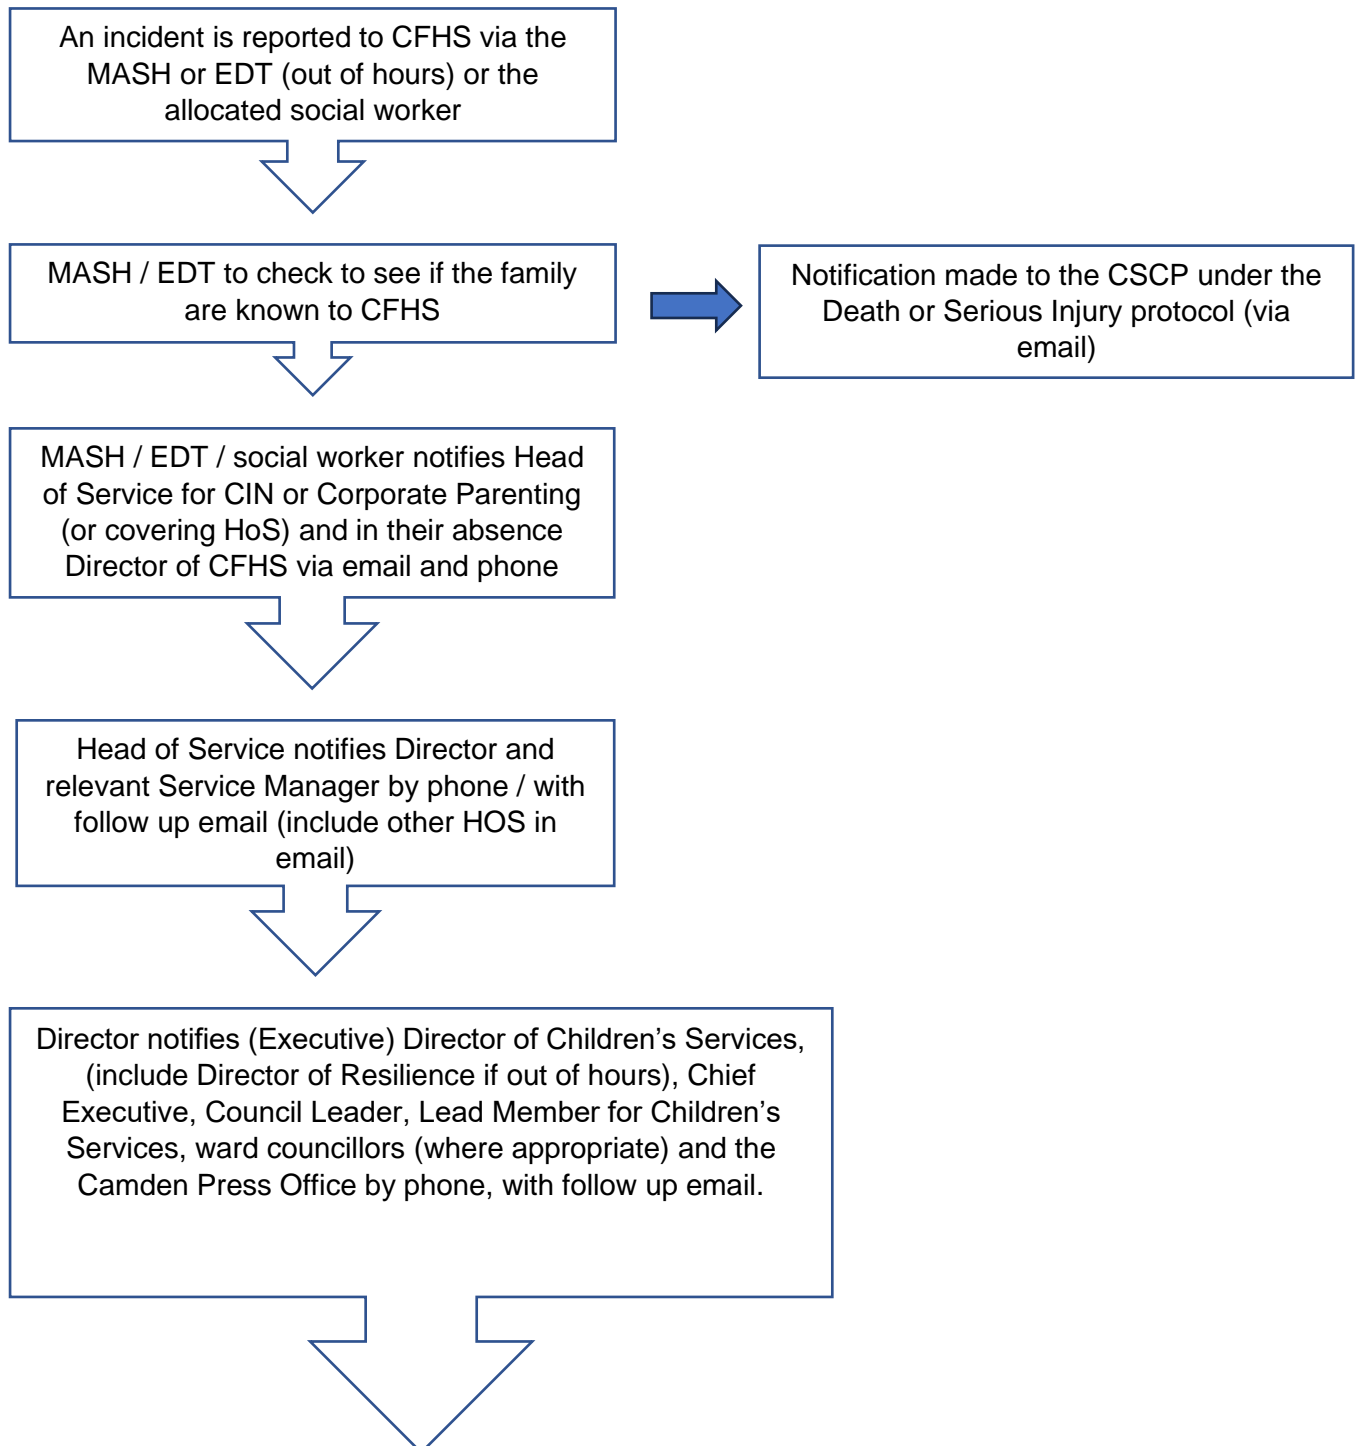 An incident is reported to CFHS via the
MASH or EDT (out of hours) or the
allocated social worker
MASH / EDT to check to see if the family
are known to CFHS
Notification made to the CSCP under the
Death or Serious Injury protocol (via
email)
MASH / EDT / social worker notifies Head
of Service for CIN or Corporate Parenting
(or covering HoS) and in their absence
Director of CFHS via email and phone
Head of Service notifies Director and
relevant Service Manager by phone / with
follow up email (include other HOS in
email)
Director notifies (Executive) Director of Children’s Services,
(include Director of Resilience if out of hours), Chief
Executive, Council Leader, Lead Member for Children’s
Services, ward councillors (where appropriate) and the
Camden Press Office by phone, with follow up email.